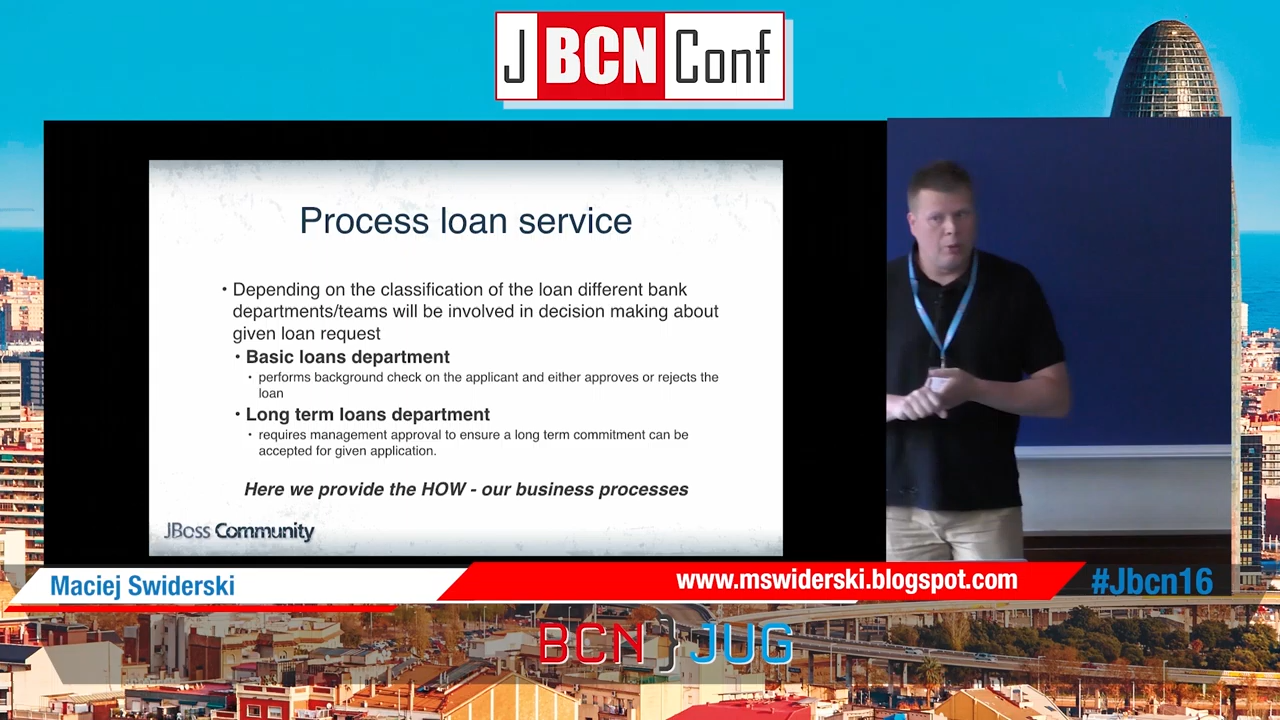 J BCN Conf
Process loan service
• Depending on the classification of the loan different bank
departments/teams will be involved in decision making about
given loan request
• Basic loans department
• performs background check on the applicant and either approves or rejects the
loan
• Long term loans department
• requires management approval to ensure a long term commitment can be
accepted for given application.
Here we provide the HOW - our business processes
JBoss Community
Maciej Swiderski
www.mswiderski.blogspot.com
#Jbcn16
BCN JUG